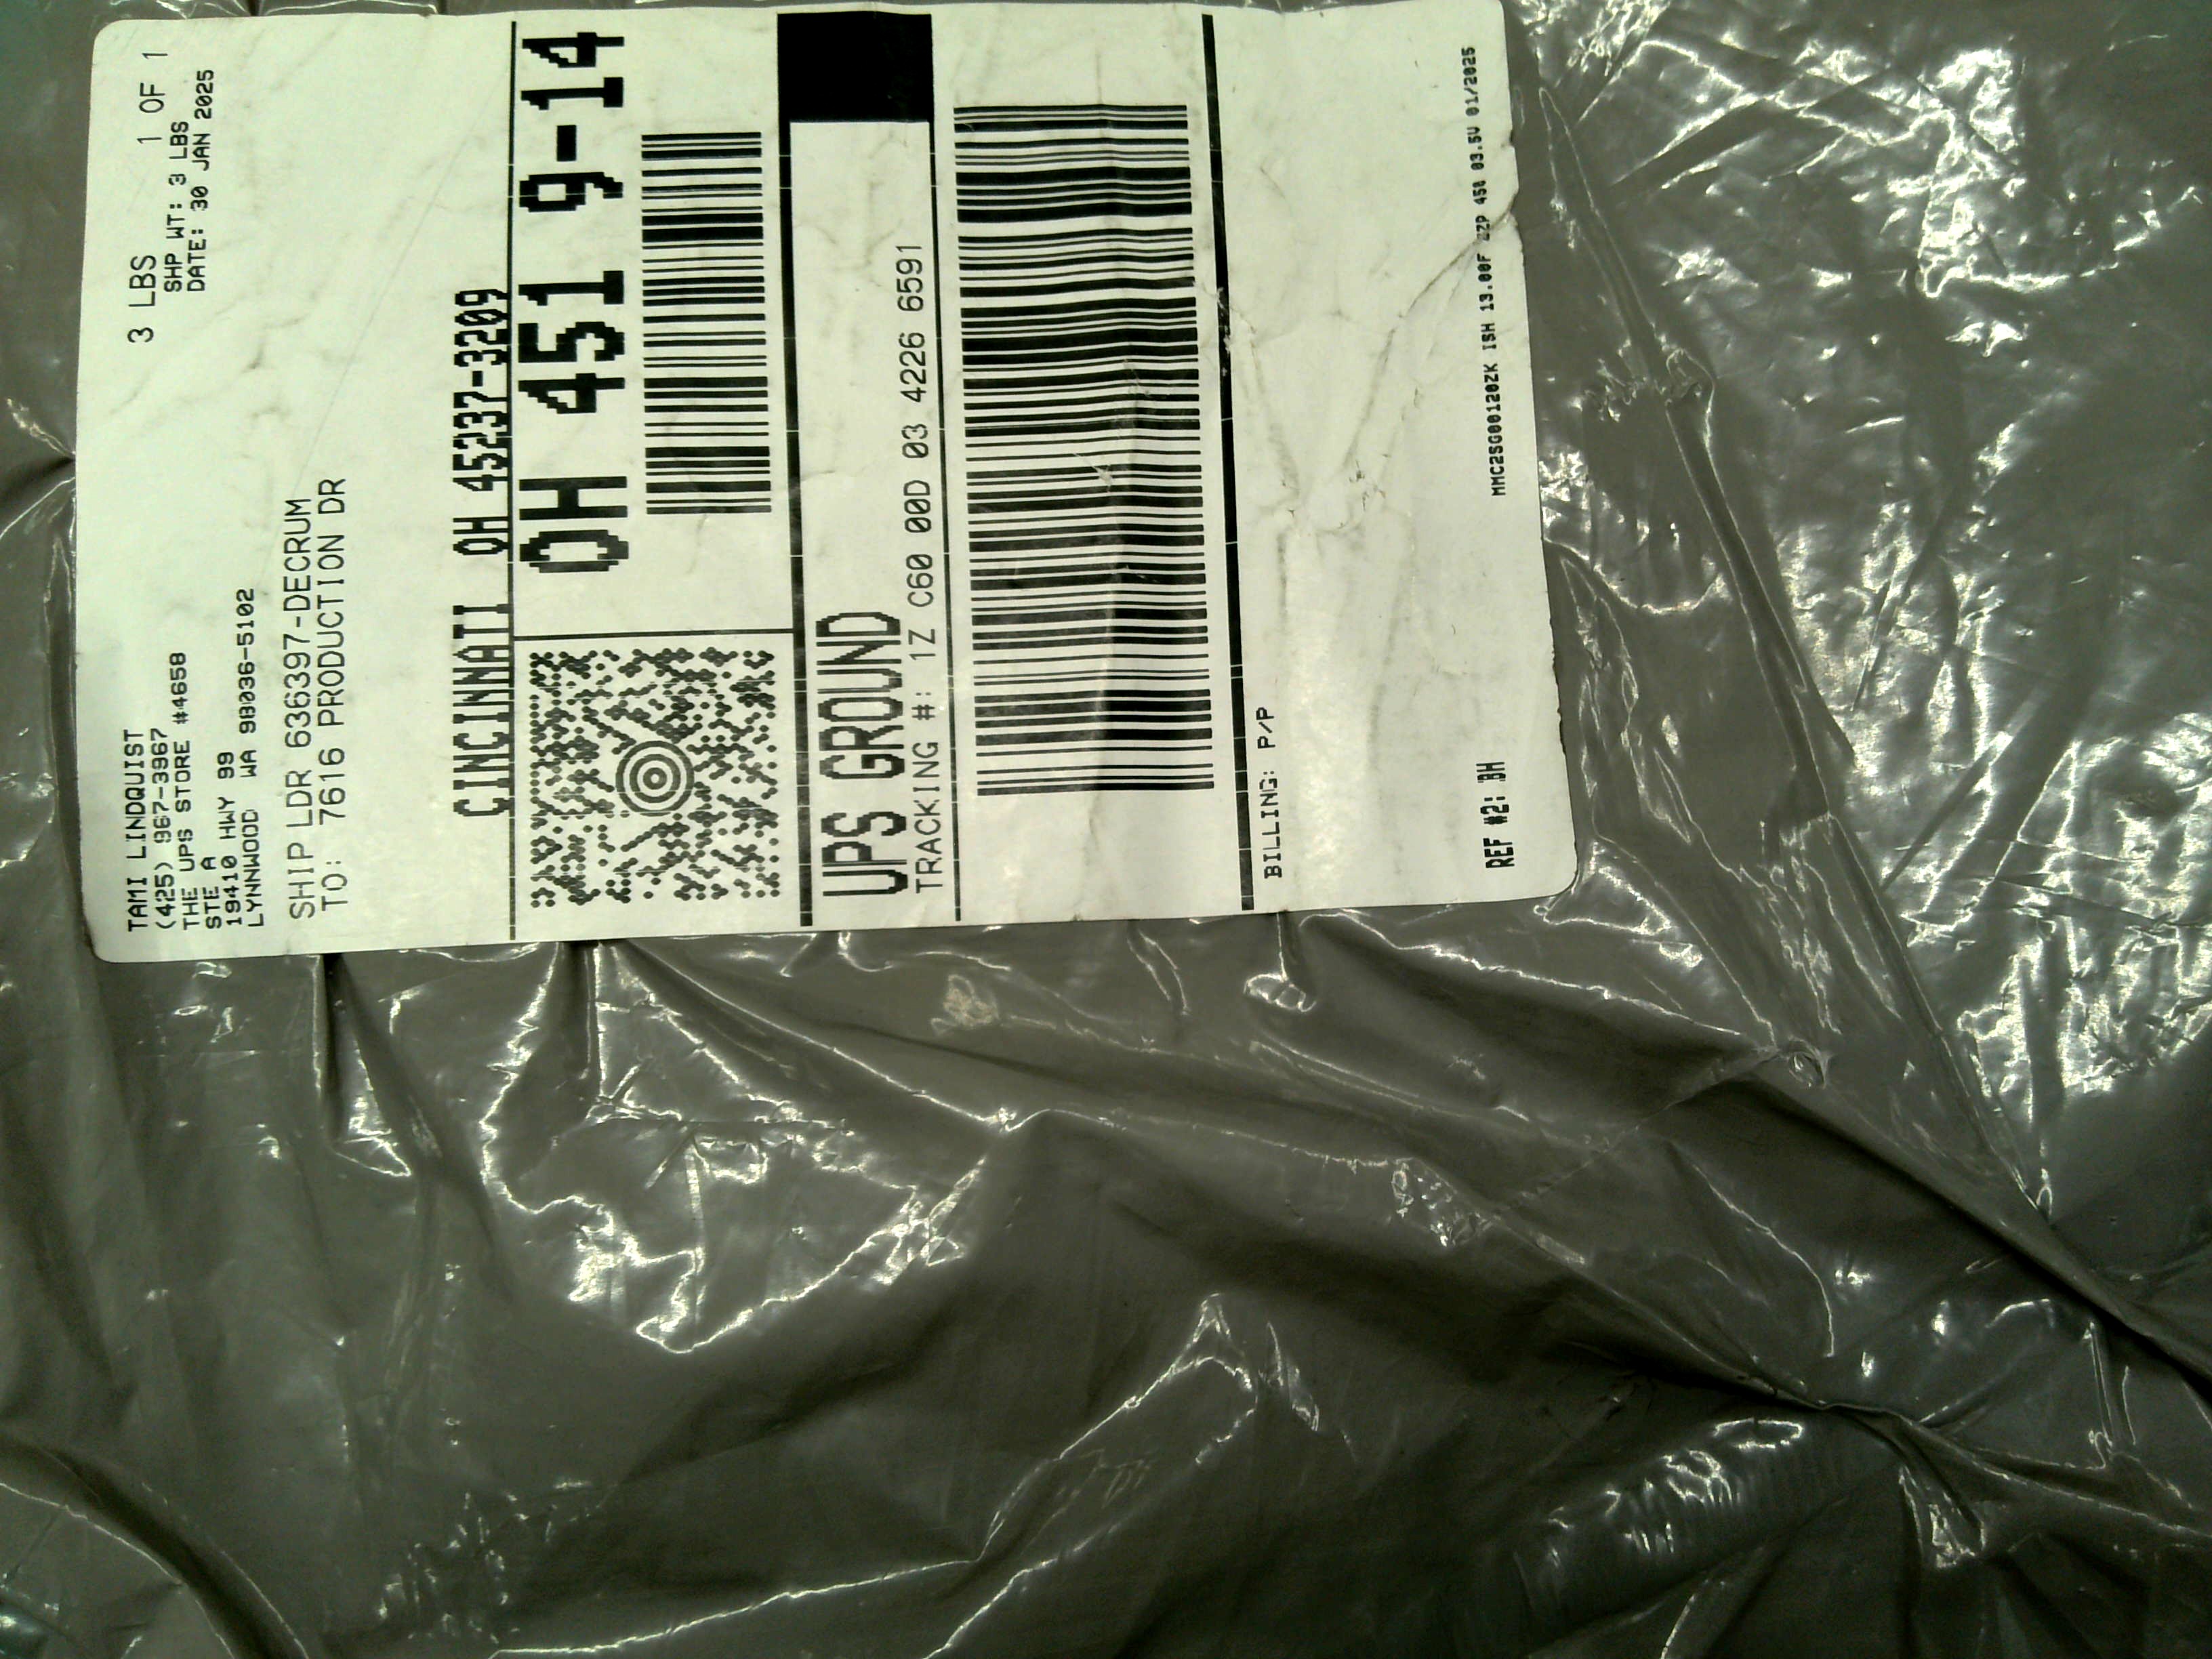 TAMI LINDQUIST
(425) 967-3967
THE UPS STORE #4658
STE A
19410 HWY 99
LYNNWOOD WA 98036-5102
3 LBS 1 OF 1
SHP WT: 3 LBS
DATE: 30 JAN 2025
SHIP LDR 636397-DECRUM
TO: 7616 PRODUCTION DR
CINCINNATI OH 45237-3209
OH 451 9-14
UPS GROUND
TRACKING #: 1Z C60 00D 03 4226 6591
BILLING: P/P
REF #2: BH
MMC2SG00120ZK ISH 13.00F ZZP 450 03.5U 01/2025